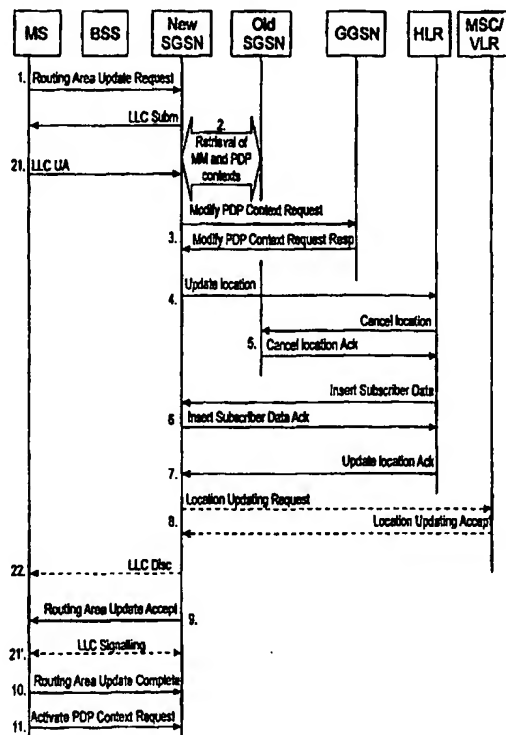 MS
BSS
New
SGSN
Old
SGSN
GGSN
HLR
MSC/
VLR
1. Routing Area Update Request
LLC Subm
2.
Retrieval of
MM and PDP
contexts
21. LLC UA
Modify PDP Context Request
3. Modify PDP Context Request Resp
Update location
4.
Cancel location
5. Cancel location Ack
Insert Subscriber Data
6 Insert Subscriber Data Ack
Update location Ack
7.
Location Updating Request
8. Location Updating Accept
22. LLC Disc
Routing Area Update Accept 9.
21'. LLC Signalling
10. Routing Area Update Complete
11. Activate PDP Context Request